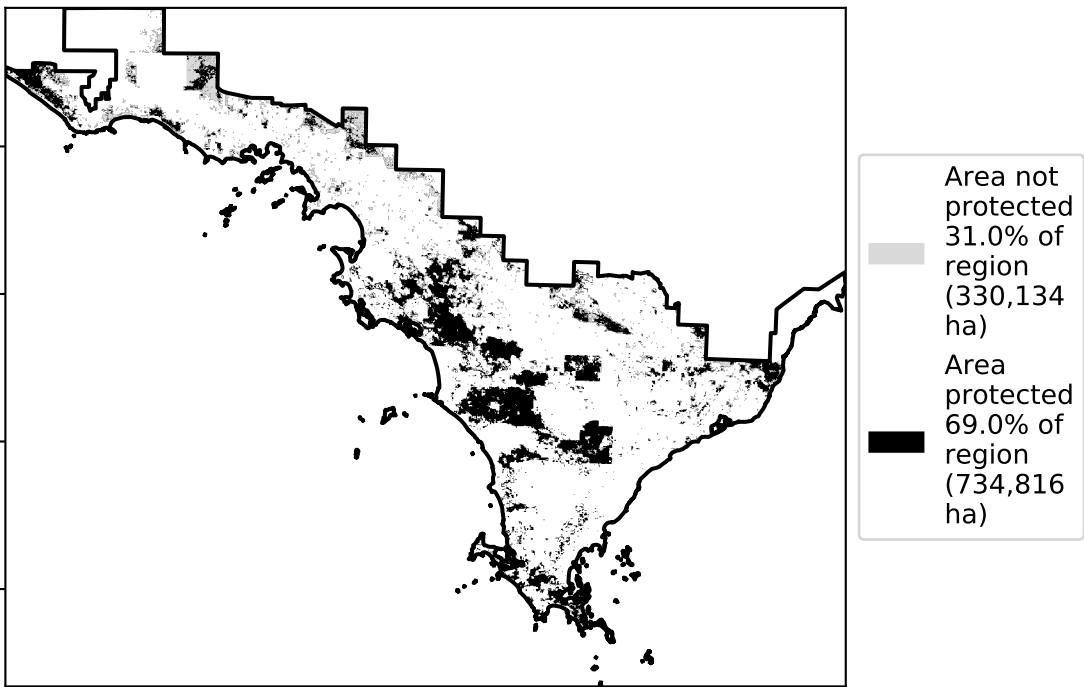 Area not
protected
31.0% of
region
(330,134
ha)
Area
protected
69.0% of
region
(734,816
ha)